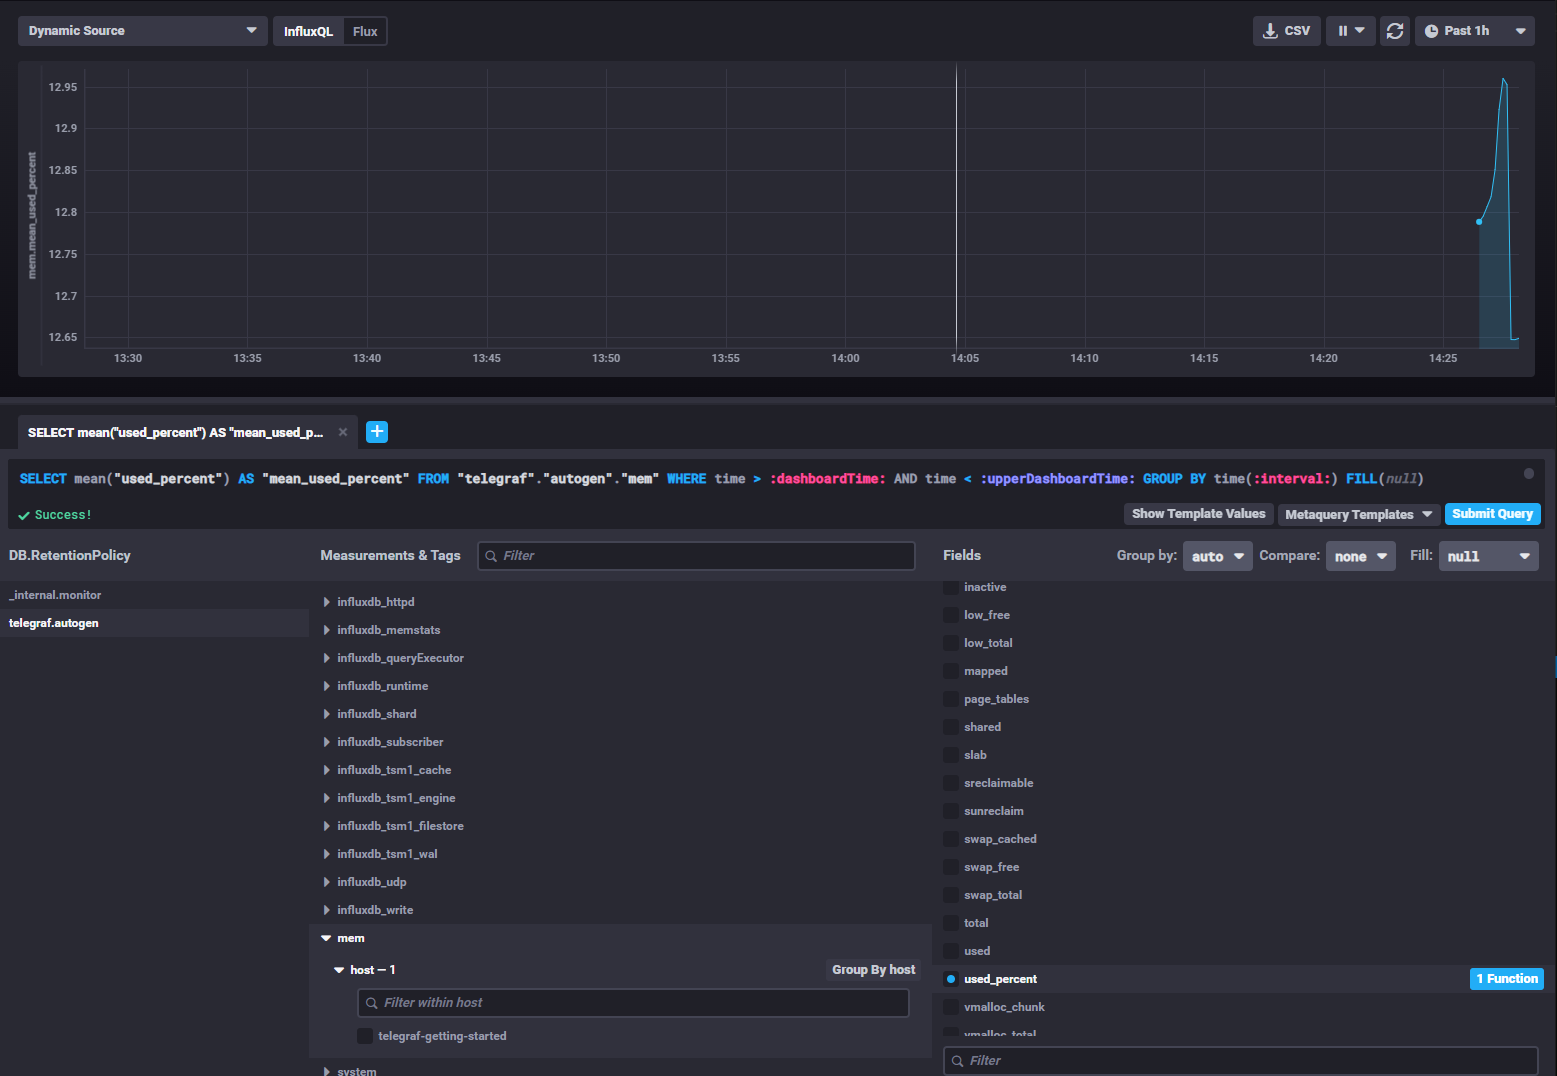 Dynamic Source
InfluxQL Flux
CSV
Past 1h
mem.mean_used_percent
12.95
12.9
12.85
12.8
12.75
12.7
12.65
13:30 13:35 13:40 13:45 13:50 13:55 14:00 14:05 14:10 14:15 14:20 14:25
SELECT mean("used_percent") AS "mean_used_p...
SELECT mean("used_percent") AS "mean_used_percent" FROM "telegraf"."autogen"."mem" WHERE time > :dashboardTime: AND time < :upperDashboardTime: GROUP BY time(:interval:) FILL(null)
Success!
Show Template Values
Metaquery Templates
Submit Query
DB.RetentionPolicy
_internal.monitor
telegraf.autogen
Measurements & Tags
Filter
influxdb_httpd
influxdb_memstats
influxdb_queryExecutor
influxdb_runtime
influxdb_shard
influxdb_subscriber
influxdb_tsm1_cache
influxdb_tsm1_engine
influxdb_tsm1_filestore
influxdb_tsm1_wal
influxdb_udp
influxdb_write
mem
host — 1
Group By host
Filter within host
telegraf-getting-started
system
Fields
Group by: auto
Compare: none
Fill: null
inactive
low_free
low_total
mapped
page_tables
shared
slab
sreclaimable
sunreclaim
swap_cached
swap_free
swap_total
total
used
used_percent
1 Function
vmalloc_chunk
vmalloc_total
Filter